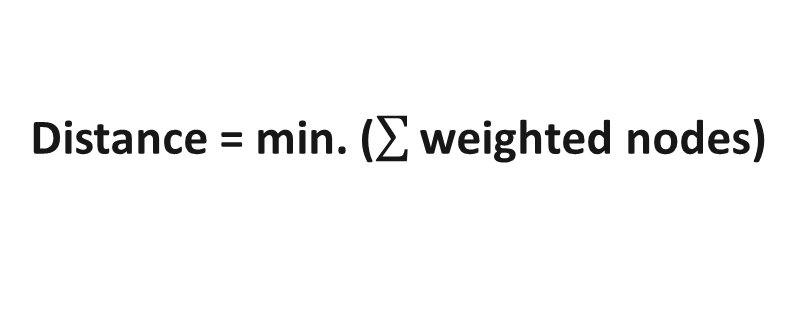 Distance = min. (∑ weighted nodes)